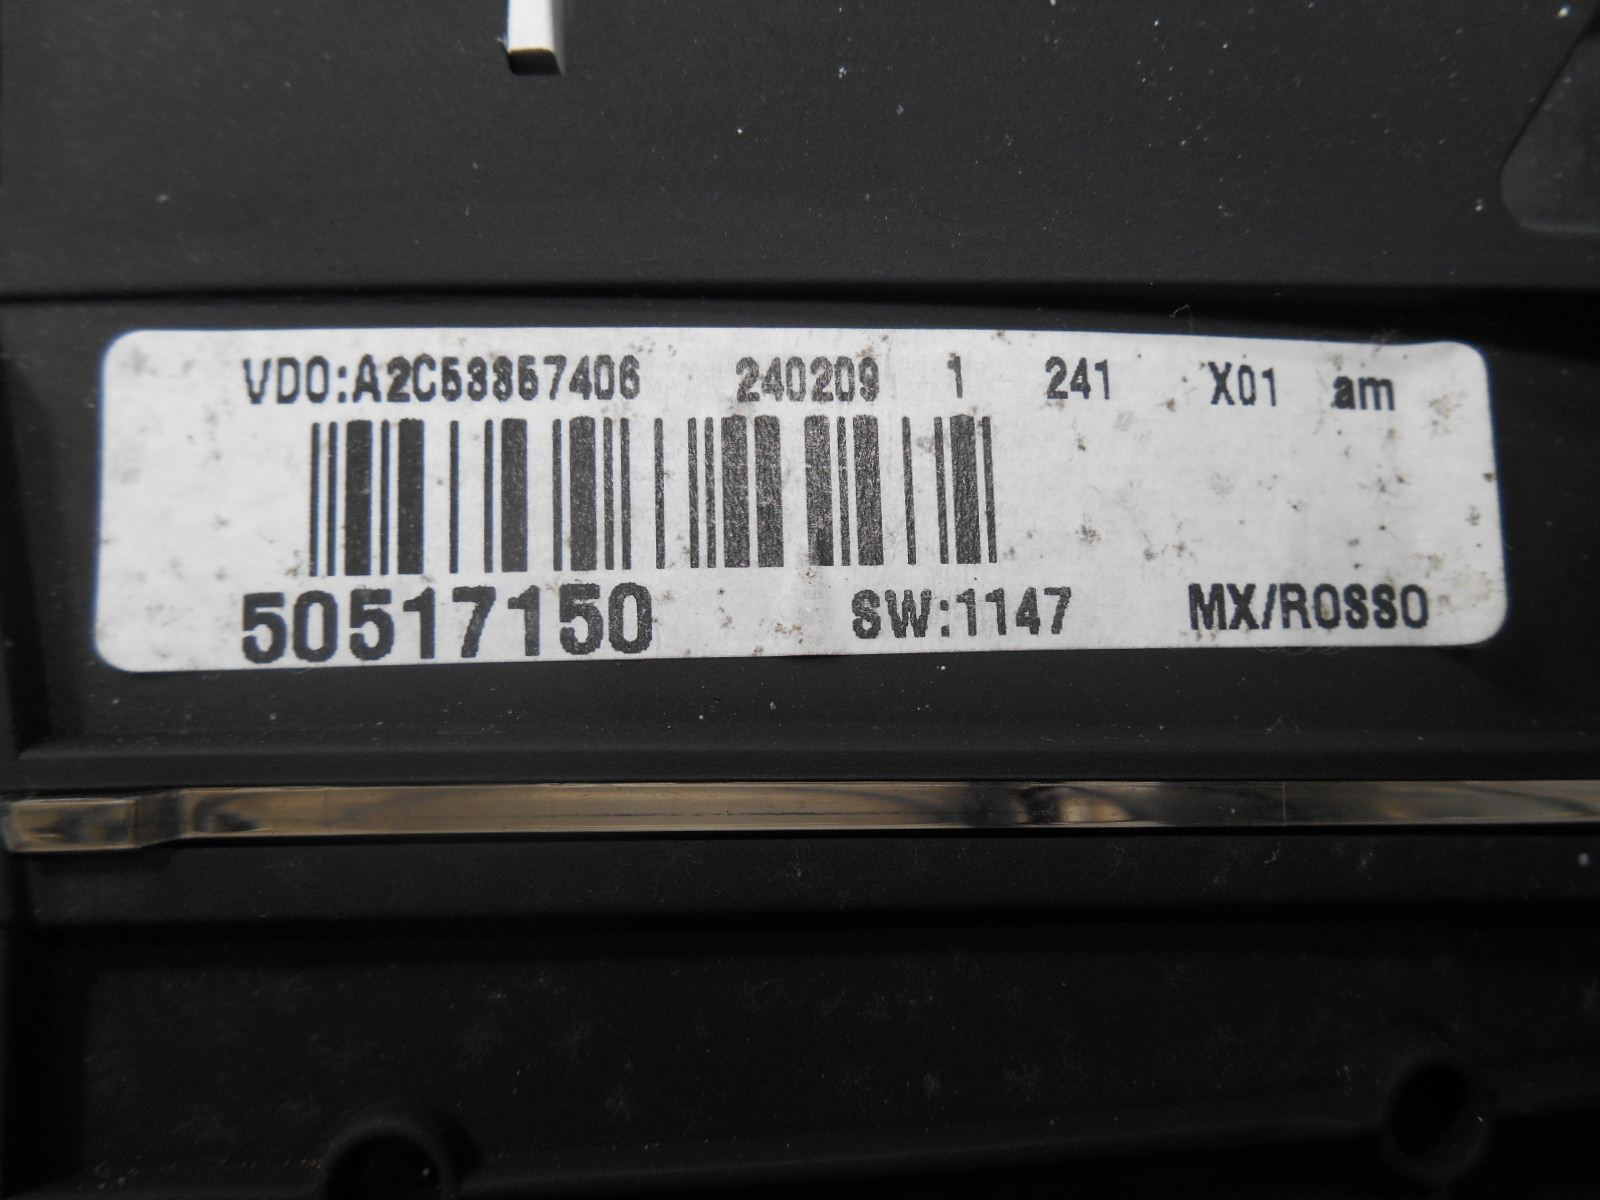 VDO:A2C53357406 240209 1 241 X01 am
50517150 SW:1147 MX/ROSSO